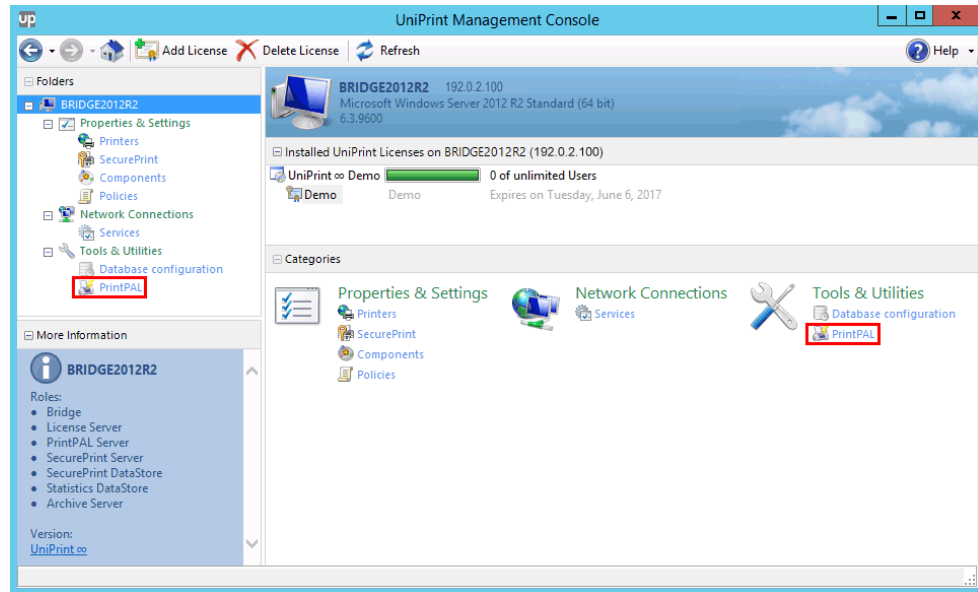 up
UniPrint Management Console
Add License Delete License Refresh Help
Folders
BRIDGE2012R2
Properties & Settings
Printers
SecurePrint
Components
Policies
Network Connections
Services
Tools & Utilities
Database configuration
PrintPAL
More Information
BRIDGE2012R2
Roles:
• Bridge
• License Server
• PrintPAL Server
• SecurePrint Server
• SecurePrint DataStore
• Statistics DataStore
• Archive Server
Version:
UniPrint ∞
BRIDGE2012R2 192.0.2.100
Microsoft Windows Server 2012 R2 Standard (64 bit)
6.3.9600
Installed UniPrint Licenses on BRIDGE2012R2 (192.0.2.100)
UniPrint ∞ Demo 0 of unlimited Users
Demo Demo Expires on Tuesday, June 6, 2017
Categories
Properties & Settings
Printers
SecurePrint
Components
Policies
Network Connections
Services
Tools & Utilities
Database configuration
PrintPAL